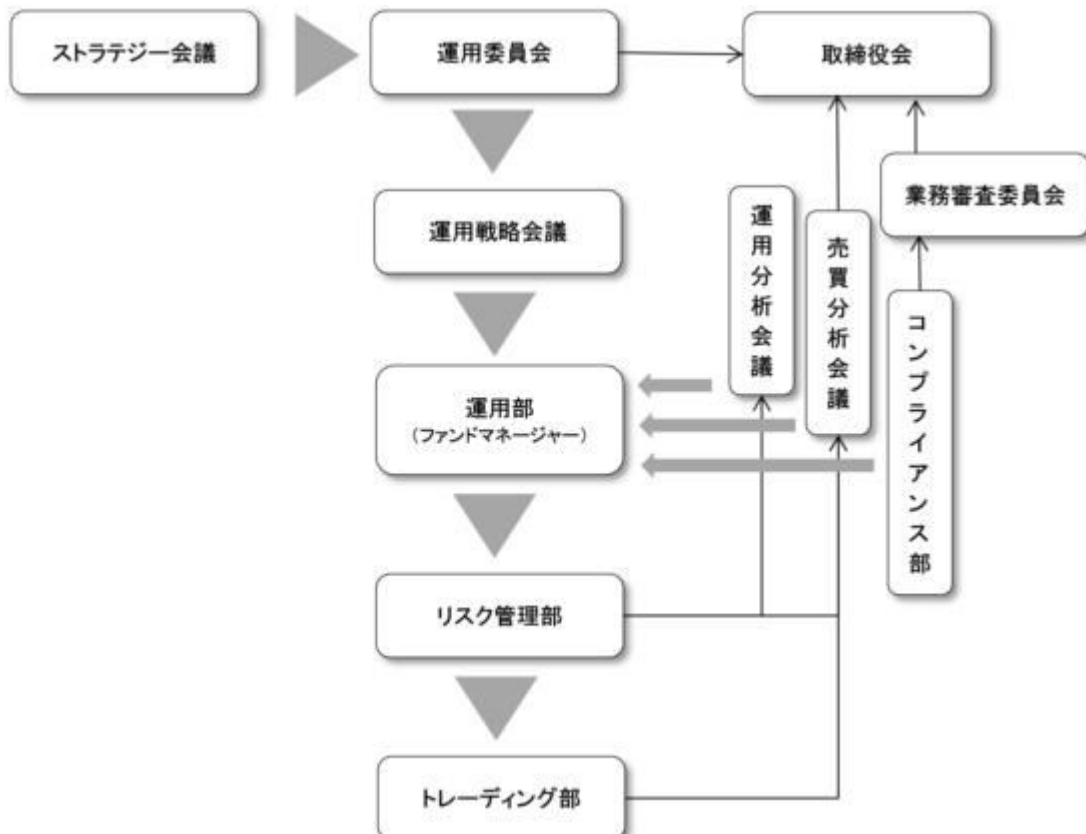 ストラテジー会議
運用委員会
取締役会
業務審査委員会
運用戦略会議
運用分析会議
売買分析会議
コンプライアンス部
運用部
(ファンドマネージャー)
リスク管理部
トレーディング部